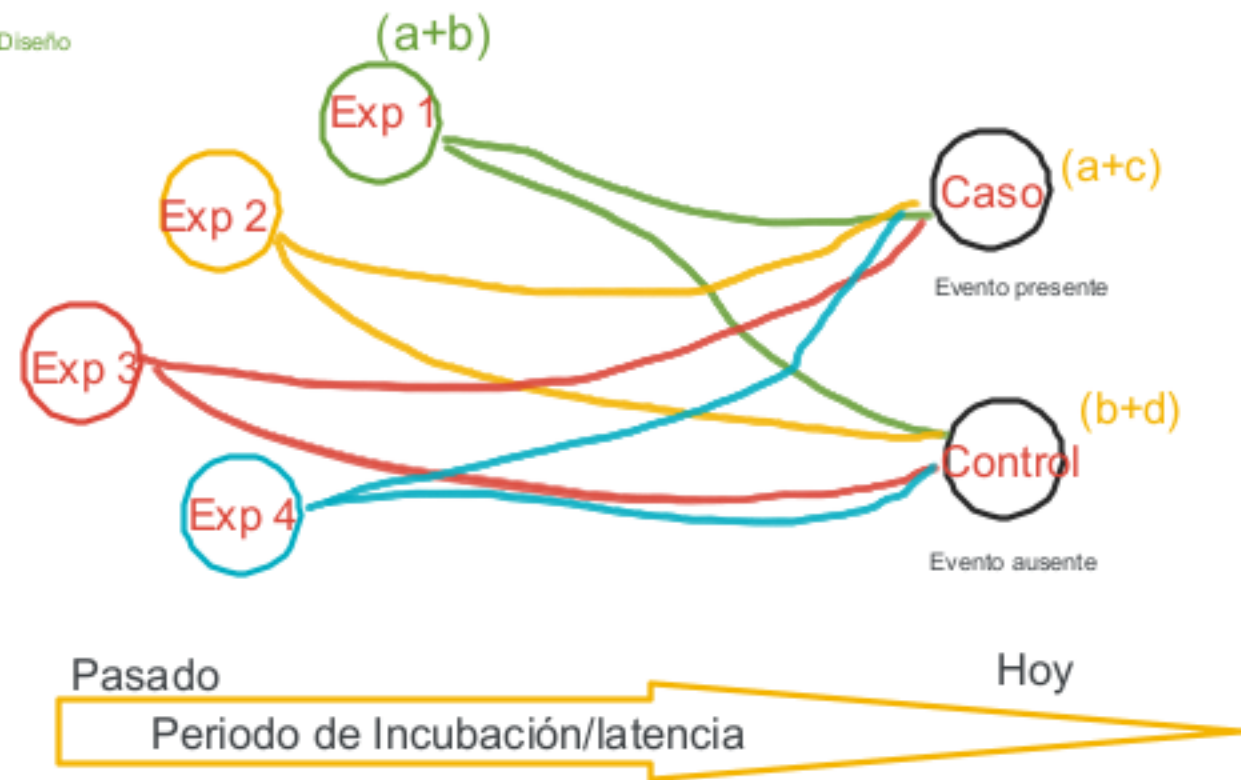 Diseño
(a+b)
Exp 1
Exp 2
Caso
(a+c)
Evento presente
Exp 3
(b+d)
Control
Exp 4
Evento ausente
Pasado
Hoy
Periodo de Incubación/latencia